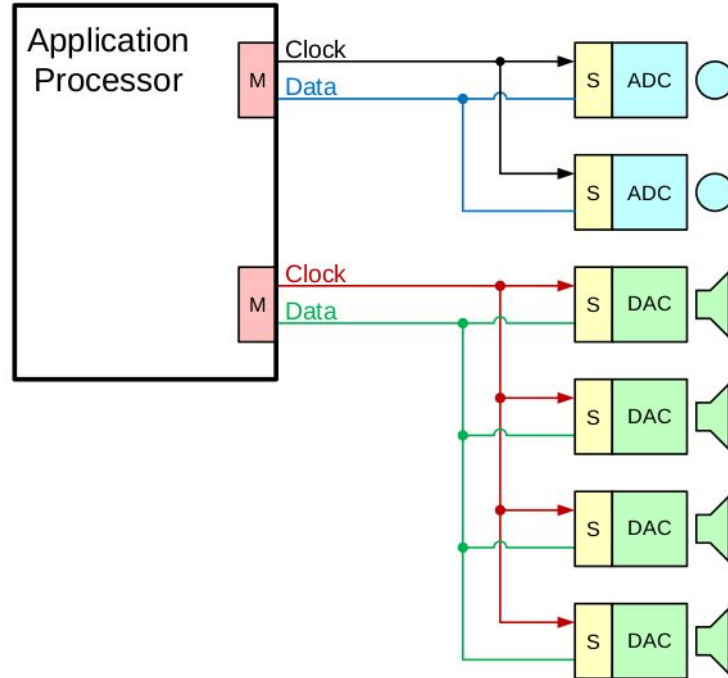 Application
Processor
M
Clock
Data
S
ADC
S
ADC
M
Clock
Data
S
DAC
S
DAC
S
DAC
S
DAC